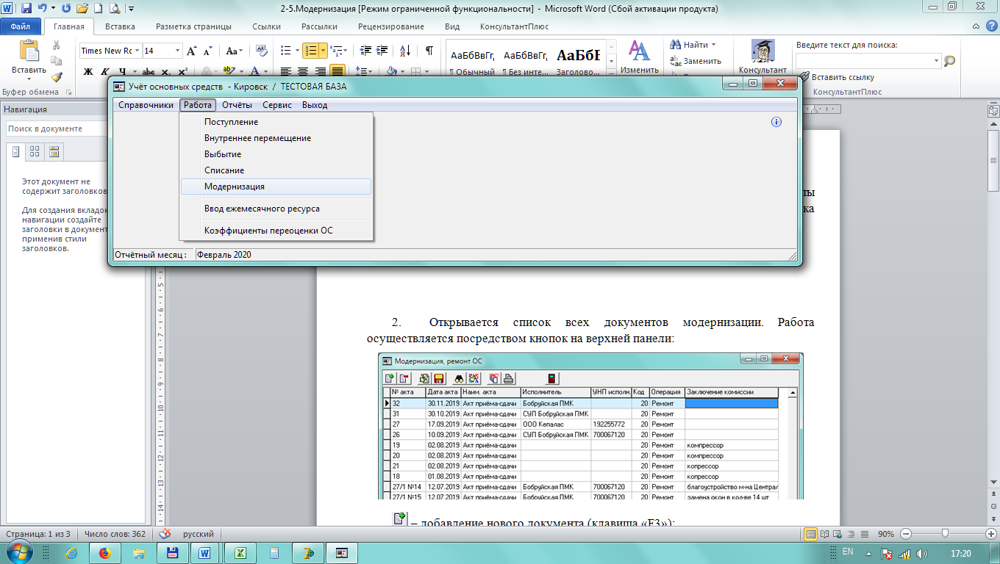 2-5.Модернизация [Режим ограниченной функциональности] - Microsoft Word (Сбой активации продукта)
Файл Главная Вставка Разметка страницы Ссылки Рассылки Рецензирование Вид КонсультантПлюс
Times New Rc 14 Aa
Вставить
Ж К Ч abc x₂ x²
Буфер обмена
АаБбВвГг, АаБбВвГг, АаБбВ
¶ Обычный ¶ Без инте... Заголово...
Изменить
Найти
Заменить
Консультант
Введите текст для поиска:
Вставить ссылку
КонсультантПлюс
Навигация
Поиск в документе
Этот документ не
содержит заголовков
Для создания вкладок
навигации создайте
заголовки в документ
применив стили
заголовков.
Учёт основных средств - Кировск / ТЕСТОВАЯ БАЗА
Справочники Работа Отчёты Сервис Выход
Поступление
Внутреннее перемещение
Выбытие
Списание
Модернизация
Ввод ежемесячного ресурса
Коэффициенты переоценки ОС
Отчётный месяц: Февраль 2020
ты
ка
2. Открывается список всех документов модернизации. Работа
осуществляется посредством кнопок на верхней панели:
Модернизация, ремонт ОС
№ акта Дата акта Наим. акта Исполнитель УНП исполн. Код Операция Заключение комиссии
32 30.11.2019 Акт приёма-сдачи Бобруйская ПМК 20 Ремонт
31 30.10.2019 Акт приёма-сдачи СУП Бобруйская ПМК 20 Ремонт
27 17.09.2019 Акт приёма-сдачи ООО Кепалас 192255772 20 Ремонт
26 10.09.2019 Акт приёма-сдачи СУП Бобруйская ПМК 700067120 20 Ремонт
19 02.08.2019 Акт приёма-сдачи 20 Ремонт компрессор
20 02.08.2019 Акт приёма-сдачи 20 Ремонт компрессор
21 02.08.2019 Акт приёма-сдачи 20 Ремонт копрессор
18 01.08.2019 Акт приёма-сдачи 20 Ремонт копрессор
27/1 №14 12.07.2019 Акт приёма-сдачи Бобруйская ПМК 700067120 20 Ремонт благоустройство м-на Централ
27/1 №15 12.07.2019 Акт приёма-сдачи Бобруйская ПМК 700067120 20 Ремонт замена окон в кол-ве 14 шт
– добавление нового документа (клавиша «F3»);
Страница: 1 из 3 Число слов: 362 русский 90%
EN 17:20